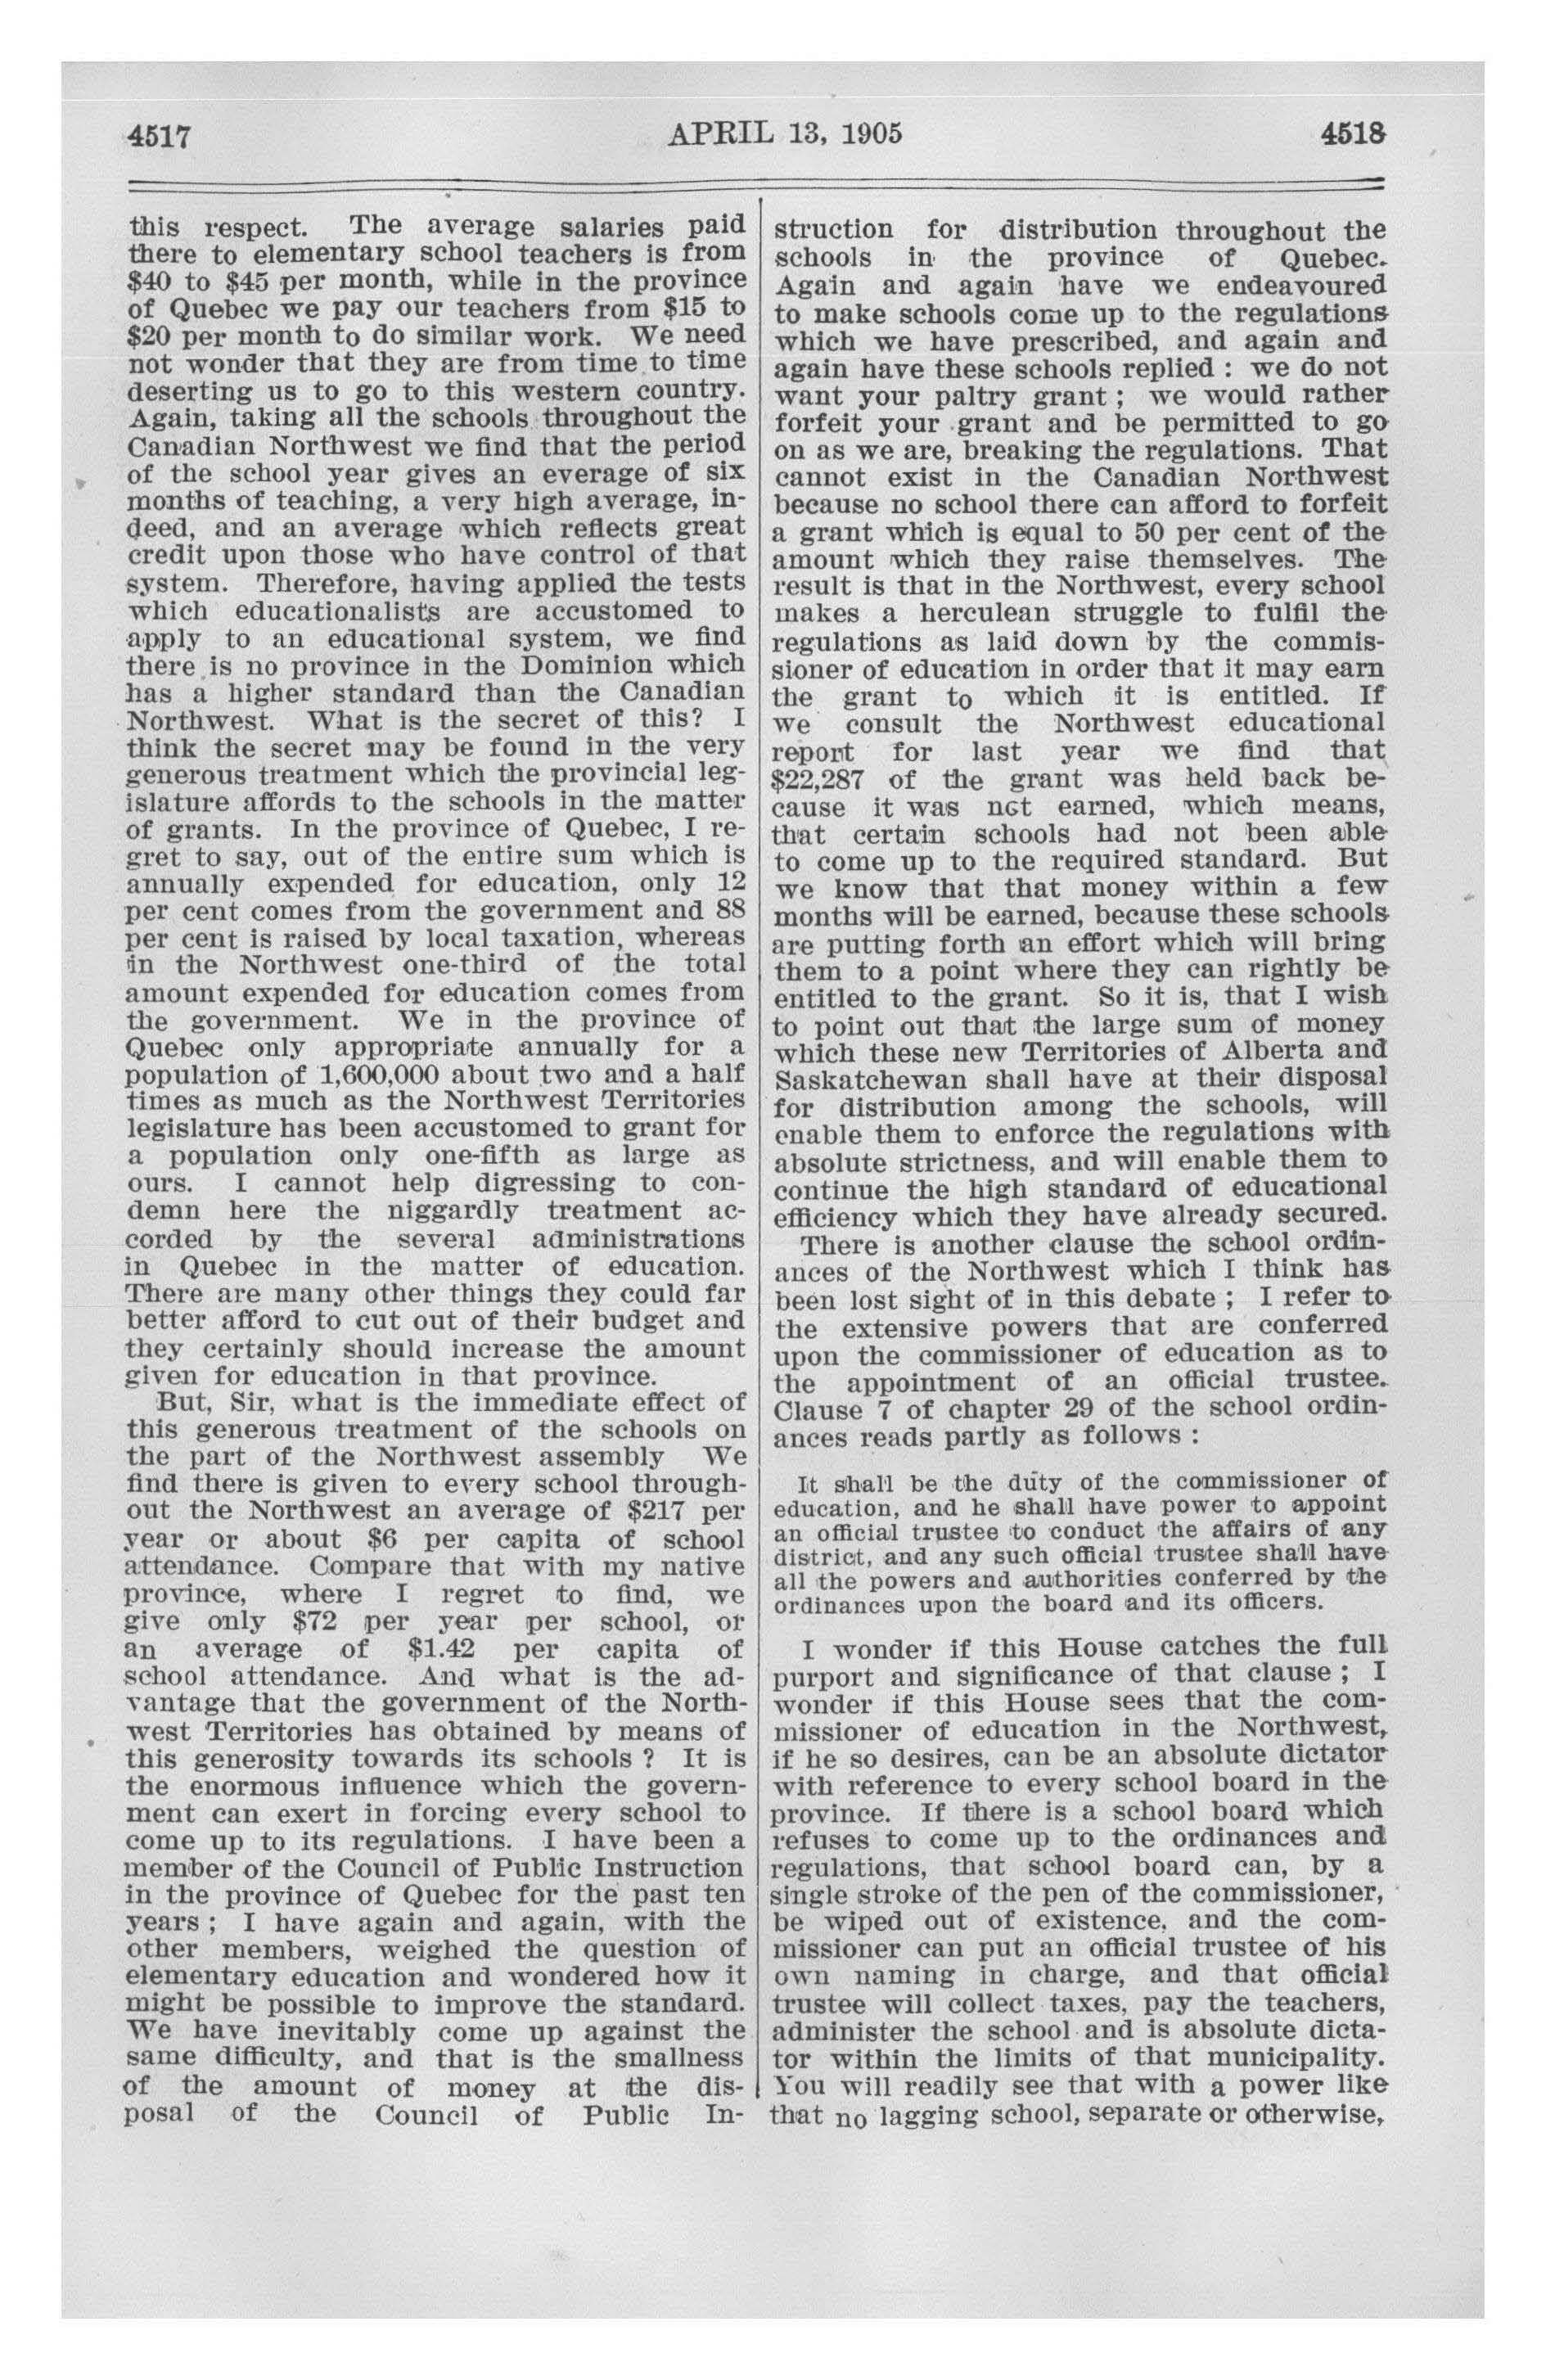 4517
APRIL 13, 1905
4518
this respect. The average salaries paid
there to elementary school teachers is from
$40 to $45 per month, while in the province
of Quebec we pay our teachers from $15 to
$20 per month to do similar work. We need
not wonder that they are from time to time
deserting us to go to this western country.
Again, taking all the schools throughout the
Canadian Northwest we find that the period
of the school year gives an everage of six
months of teaching, a very high average, in-
deed, and an average which reflects great
credit upon those who have control of that
system. Therefore, having applied the tests
which educationalists are accustomed to
apply to an educational system, we find
there is no province in the Dominion which
has a higher standard than the Canadian
Northwest. What is the secret of this? I
think the secret may be found in the very
generous treatment which the provincial leg-
islature affords to the schools in the matter
of grants. In the province of Quebec, I re-
gret to say, out of the entire sum which is
annually expended for education, only 12
per cent comes from the government and 88
per cent is raised by local taxation, whereas
in the Northwest one-third of the total
amount expended for education comes from
the government. We in the province of
Quebec only appropriate annually for a
population of 1,600,000 about two and a half
times as much as the Northwest Territories
legislature has been accustomed to grant for
a population only one-fifth as large as
ours. I cannot help digressing to con-
demn here the niggardly treatment ac-
corded by the several administrations
in Quebec in the matter of education.
There are many other things they could far
better afford to cut out of their budget and
they certainly should increase the amount
given for education in that province.
But, Sir, what is the immediate effect of
this generous treatment of the schools on
the part of the Northwest assembly We
find there is given to every school through-
out the Northwest an average of $217 per
year or about $6 per capita of school
attendance. Compare that with my native
province, where I regret to find, we
give only $72 per year per school, or
an average of $1.42 per capita of
school attendance. And what is the ad-
vantage that the government of the North-
west Territories has obtained by means of
this generosity towards its schools ? It is
the enormous influence which the govern-
ment can exert in forcing every school to
come up to its regulations. I have been a
member of the Council of Public Instruction
in the province of Quebec for the past ten
years ; I have again and again, with the
other members, weighed the question of
elementary education and wondered how it
might be possible to improve the standard.
We have inevitably come up against the
same difficulty, and that is the smallness
of the amount of money at the dis-
posal of the Council of Public In-
struction for distribution throughout the
schools in the province of Quebec.
Again and again have we endeavoured
to make schools come up to the regulations
which we have prescribed, and again and
again have these schools replied : we do not
want your paltry grant ; we would rather
forfeit your grant and be permitted to go
on as we are, breaking the regulations. That
cannot exist in the Canadian Northwest
because no school there can afford to forfeit
a grant which is equal to 50 per cent of the
amount which they raise themselves. The
result is that in the Northwest, every school
makes a herculean struggle to fulfil the
regulations as laid down by the commis-
sioner of education in order that it may earn
the grant to which it is entitled. If
we consult the Northwest educational
report for last year we find that
$22,287 of the grant was held back be-
cause it was not earned, which means,
that certain schools had not been able
to come up to the required standard. But
we know that that money within a few
months will be earned, because these schools
are putting forth an effort which will bring
them to a point where they can rightly be
entitled to the grant. So it is, that I wish
to point out that the large sum of money
which these new Territories of Alberta and
Saskatchewan shall have at their disposal
for distribution among the schools, will
enable them to enforce the regulations with
absolute strictness, and will enable them to
continue the high standard of educational
efficiency which they have already secured.
There is another clause the school ordin-
ances of the Northwest which I think has
been lost sight of in this debate ; I refer to
the extensive powers that are conferred
upon the commissioner of education as to
the appointment of an official trustee.
Clause 7 of chapter 29 of the school ordin-
ances reads partly as follows :
It shall be the duty of the commissioner of
education, and he shall have power to appoint
an official trustee to conduct the affairs of any
district, and any such official trustee shall have
all the powers and authorities conferred by the
ordinances upon the board and its officers.
I wonder if this House catches the full
purport and significance of that clause ; I
wonder if this House sees that the com-
missioner of education in the Northwest,
if he so desires, can be an absolute dictator
with reference to every school board in the
province. If there is a school board which
refuses to come up to the ordinances and
regulations, that school board can, by a
single stroke of the pen of the commissioner,
be wiped out of existence, and the com-
missioner can put an official trustee of his
own naming in charge, and that official
trustee will collect taxes, pay the teachers,
administer the school and is absolute dicta-
tor within the limits of that municipality.
You will readily see that with a power like
that no lagging school, separate or otherwise,